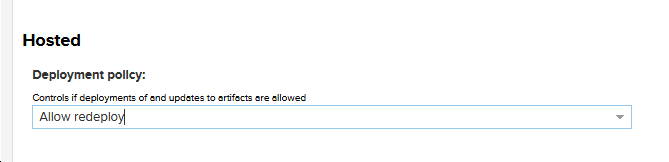 Hosted
Deployment policy:
Controls if deployments of and updates to artifacts are allowed
Allow redeploy